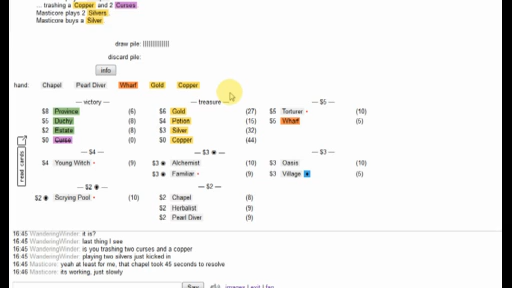 ... trashing a Copper and 2 Curses
Masticore plays 2 Silvers.
Masticore buys a Silver.
draw pile:
discard pile:
info
hand: Chapel Pearl Diver Wharf Gold Copper
— victory —
$8 Province (6)
$5 Duchy (8)
$2 Estate (8)
$0 Curse (0)
— treasure —
$6 Gold (27)
$4 Potion (15)
$3 Silver (32)
$0 Copper (44)
— $5 —
$5 Torturer (10)
$5 Wharf (5)
— $4 —
$4 Young Witch (9)
— $3 —
$3 Alchemist (10)
$3 Familiar (9)
— $3 —
$3 Oasis (10)
$3 Village (5)
— $2 —
$2 Scrying Pool (10)
— $2 —
$2 Chapel (8)
$2 Herbalist (9)
$2 Pearl Diver (9)
read cards
16:45 WanderingWinder: it is?
16:45 WanderingWinder: last thing I see
16:45 WanderingWinder: is you trashing two curses and a copper
16:45 WanderingWinder: playing two silvers just kicked in
16:45 Masticore: yeah at least for me, that chapel took 45 seconds to resolve
16:46 Masticore: its working, just slowly
Say